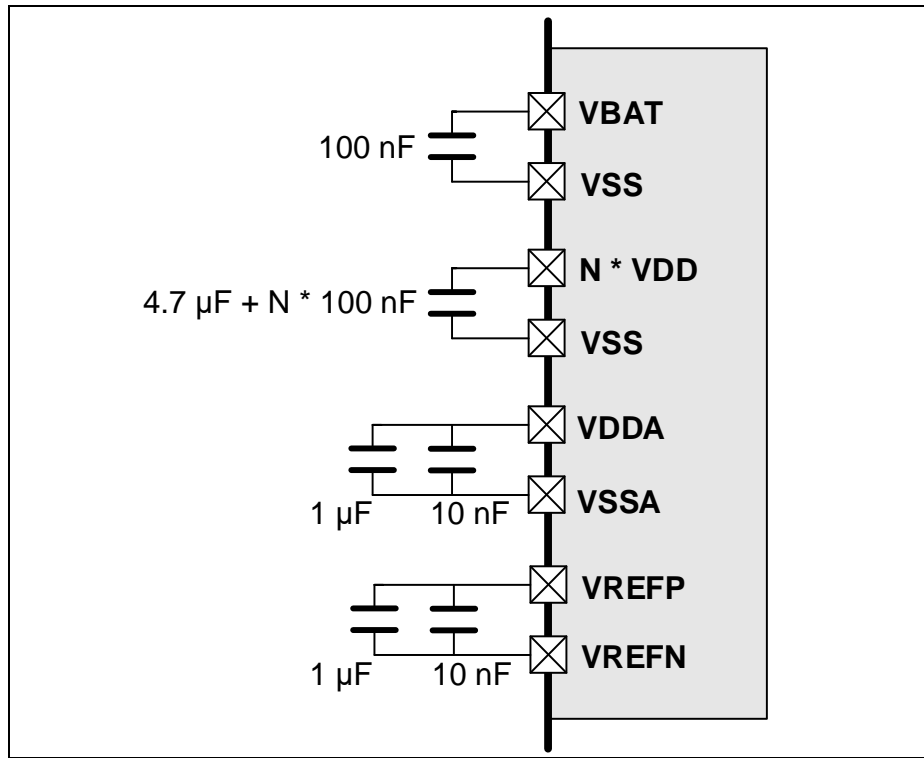 VBAT
100 nF
VSS
N * VDD
4.7 µF + N * 100 nF
VSS
VDDA
VSSA
1 µF 10 nF
VREFP
VREFN
1 µF 10 nF